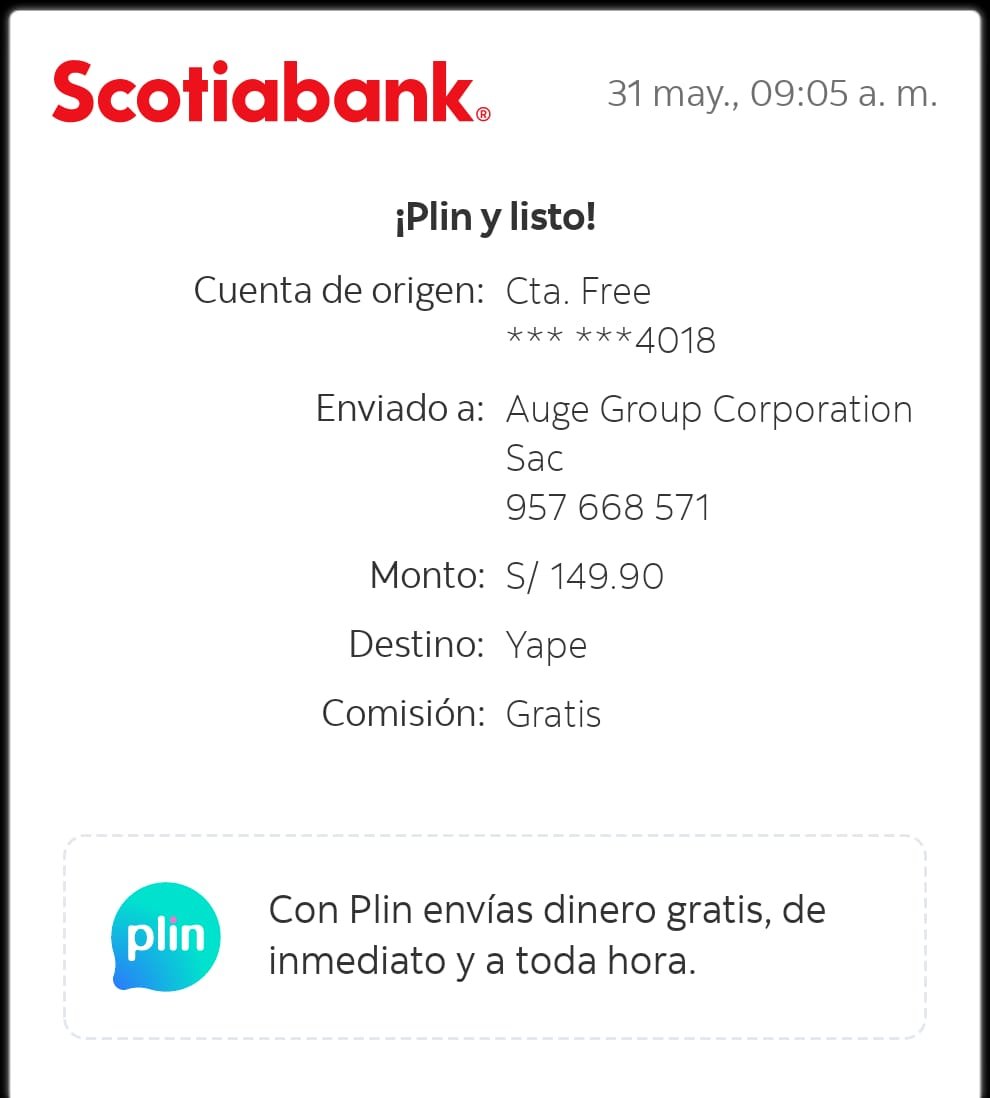 Scotiabank®
31 may., 09:05 a. m.
¡Plin y listo!
Cuenta de origen: Cta. Free
*** ***4018
Enviado a: Auge Group Corporation
Sac
957 668 571
Monto: S/ 149.90
Destino: Yape
Comisión: Gratis
plin
Con Plin envías dinero gratis, de
inmediato y a toda hora.